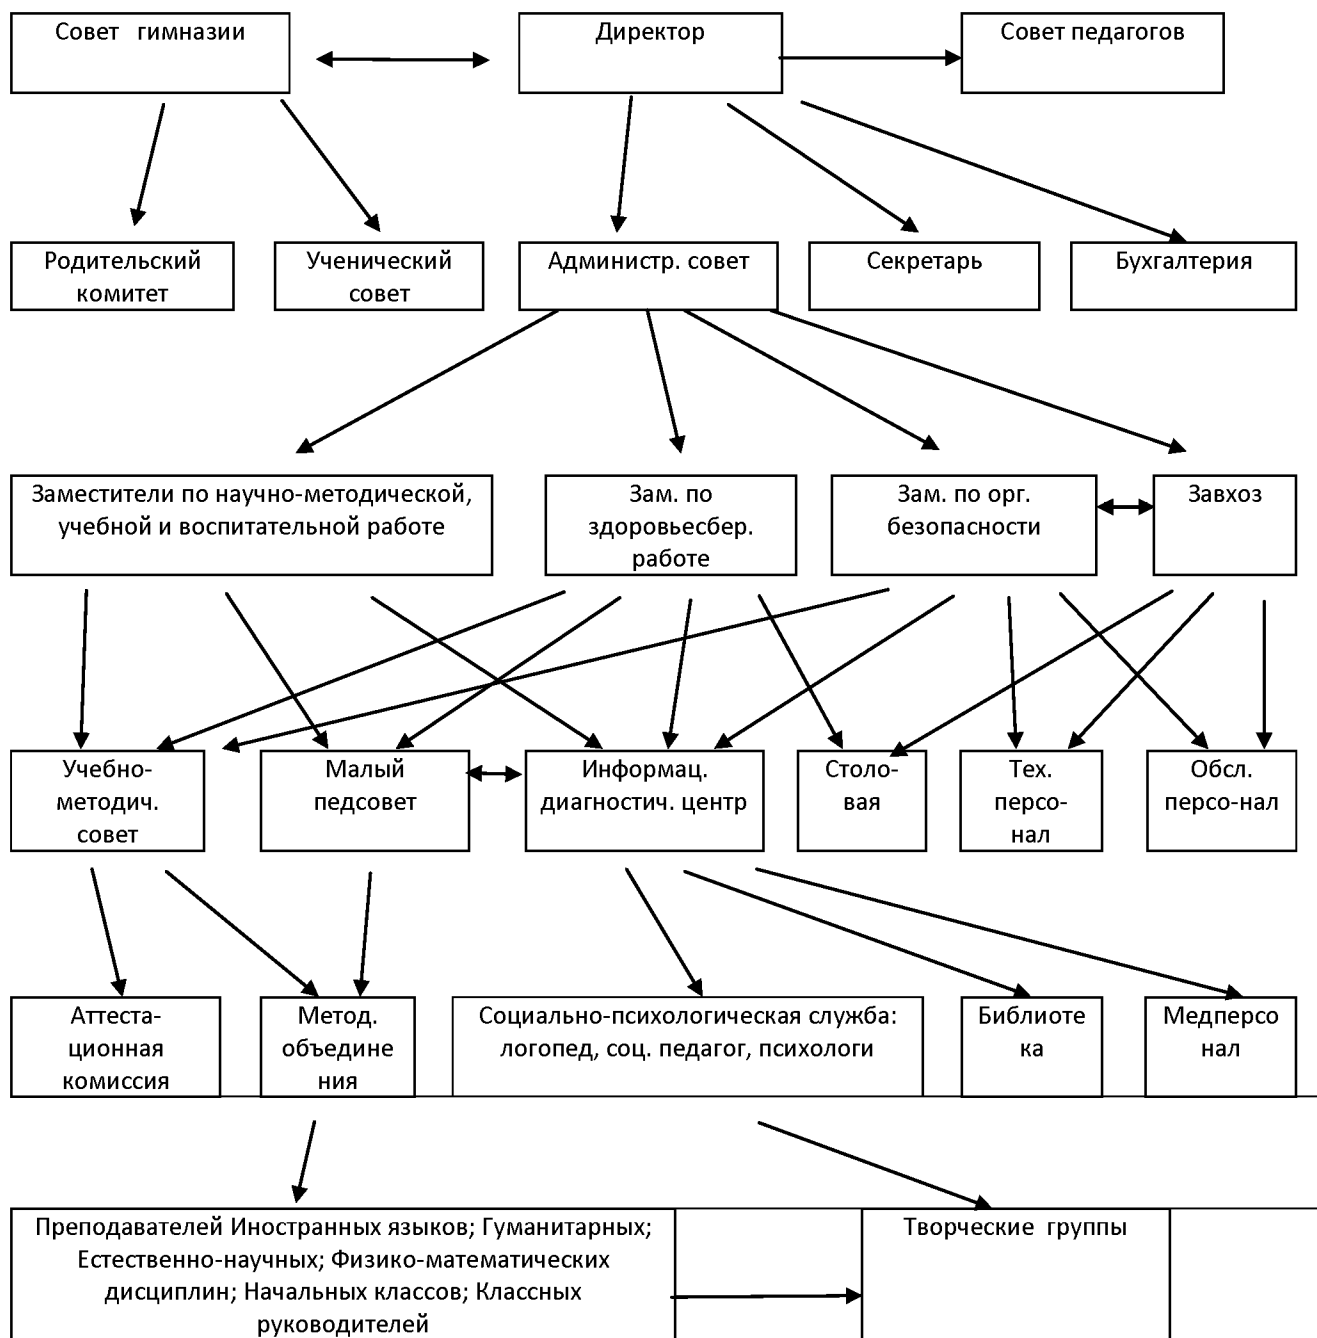 Совет гимназии
Директор
Совет педагогов
Родительский
комитет
Ученический
совет
Администр. совет
Секретарь
Бухгалтерия
Заместители по научно-методической,
учебной и воспитательной работе
Зам. по
здоровьесбер.
работе
Зам. по орг.
безопасности
Завхоз
Учебно-
методич.
совет
Малый
педсовет
Информац.
диагностич. центр
Столо-
вая
Тех.
персо-
нал
Обсл.
персо-нал
Аттеста-
ционная
комиссия
Метод.
объедине
ния
Социально-психологическая служба:
логопед, соц. педагог, психологи
Библиоте
ка
Медперсо
нал
Преподавателей Иностранных языков; Гуманитарных;
Естественно-научных; Физико-математических
дисциплин; Начальных классов; Классных
руководителей
Творческие группы